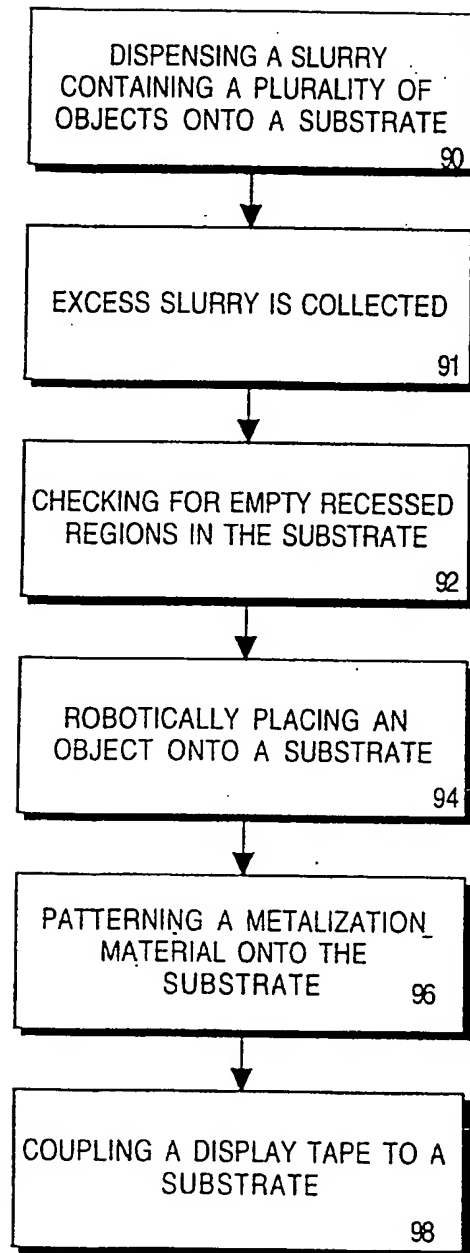 DISPENSING A SLURRY
CONTAINING A PLURALITY OF
OBJECTS ONTO A SUBSTRATE
90
EXCESS SLURRY IS COLLECTED
91
CHECKING FOR EMPTY RECESSED
REGIONS IN THE SUBSTRATE
92
ROBOTICALLY PLACING AN
OBJECT ONTO A SUBSTRATE
94
PATTERNING A METALIZATION
MATERIAL ONTO THE
SUBSTRATE
96
COUPLING A DISPLAY TAPE TO A
SUBSTRATE
98